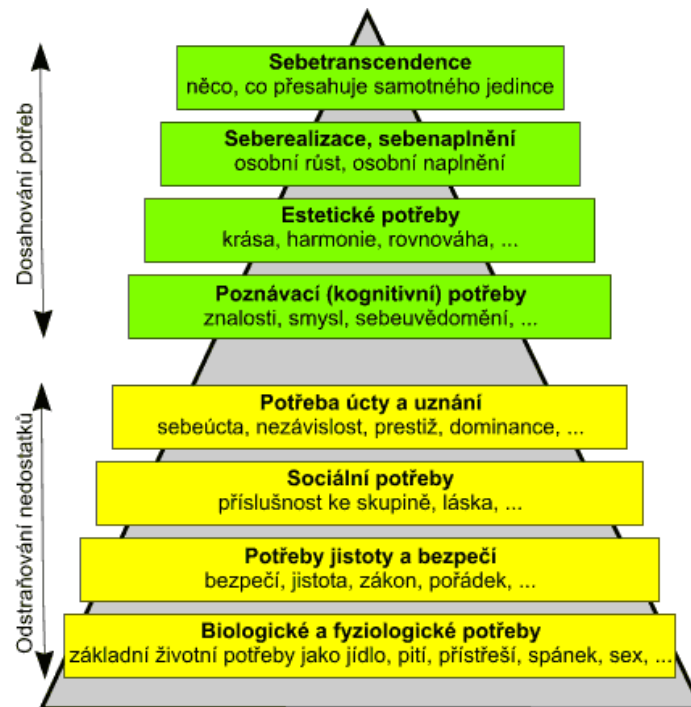 Sebetranscendence
něco, co přesahuje samotného jedince
Seberealizace, sebenaplnění
osobní růst, osobní naplnění
Estetické potřeby
krása, harmonie, rovnováha, ...
Poznávací (kognitivní) potřeby
znalosti, smysl, sebeuvědomění, ...
Dosahování potřeb
Potřeba úcty a uznání
sebeúcta, nezávislost, prestiž, dominance, ...
Sociální potřeby
příslušnost ke skupině, láska, ...
Potřeby jistoty a bezpečí
bezpečí, jistota, zákon, pořádek, ...
Biologické a fyziologické potřeby
základní životní potřeby jako jídlo, pití, přístřeší, spánek, sex, ...
Odstraňování nedostatků